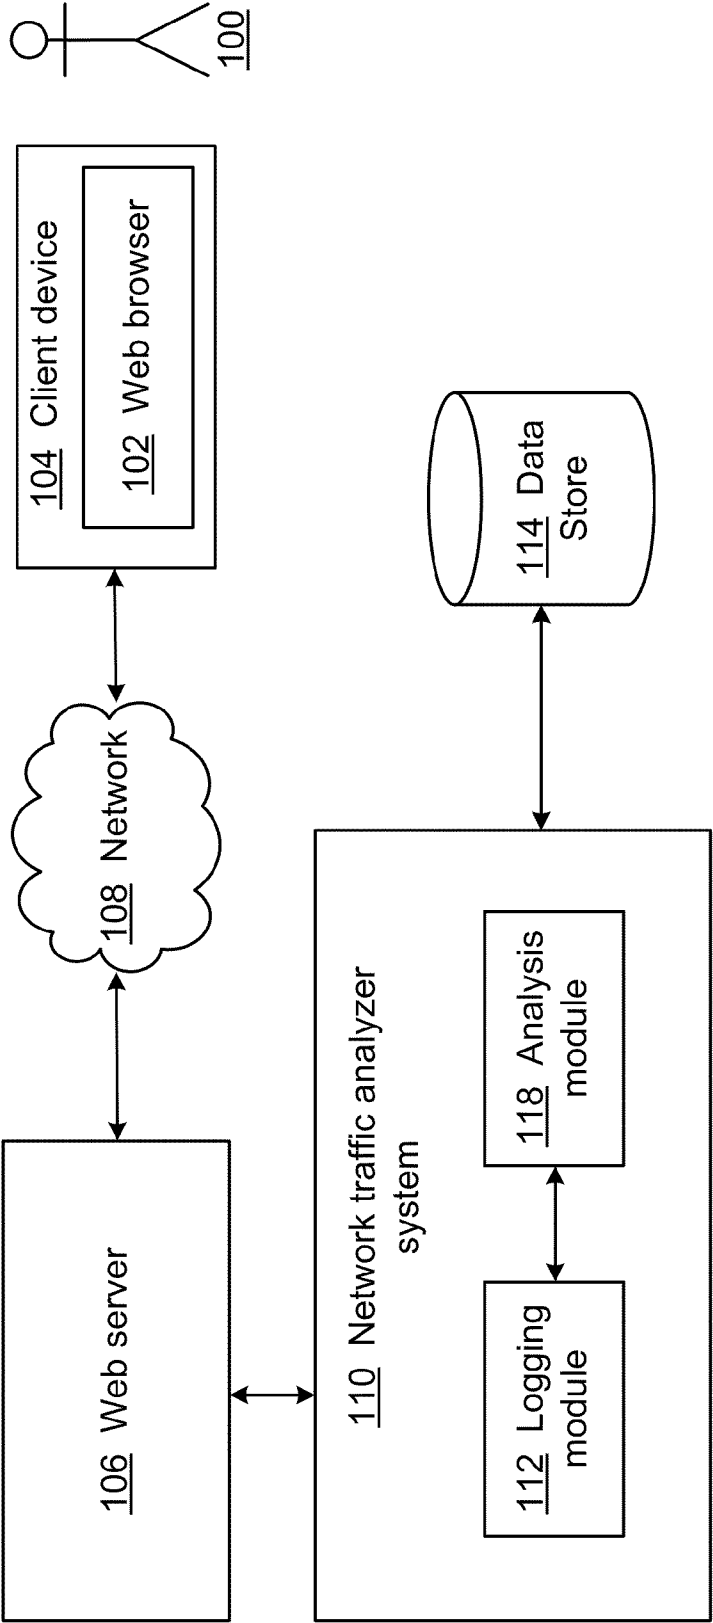 106 Web server
108 Network
104 Client device
102 Web browser
100
110 Network traffic analyzer
system
112 Logging
module
118 Analysis
module
114 Data
Store